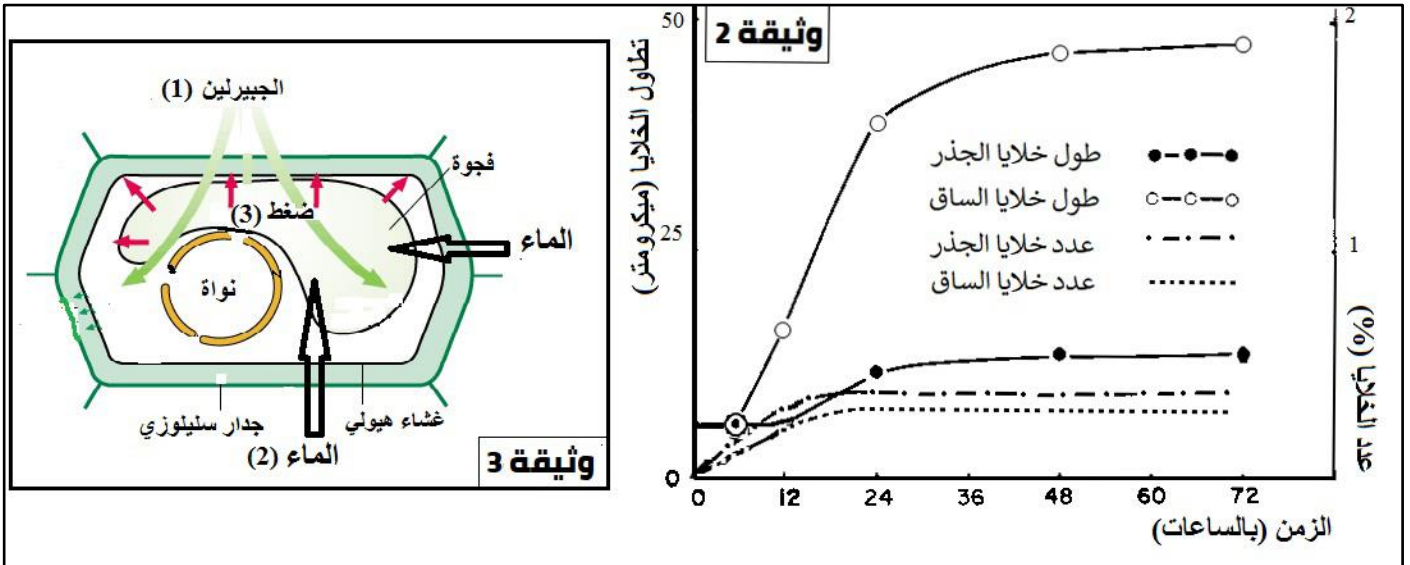 وثيقة 2
50
25
0
تطاول الخلايا (ميكرومتر)
2
1
عدد الخلايا (%)
طول خلايا الجذر
طول خلايا الساق
عدد خلايا الجذر
عدد خلايا الساق
0 12 24 36 48 60 72
الزمن (بالساعات)
الجبيرلين (1)
فجوة
ضغط (3)
الماء
نواة
جدار سليلوزي
غشاء هيولي
الماء (2)
وثيقة 3